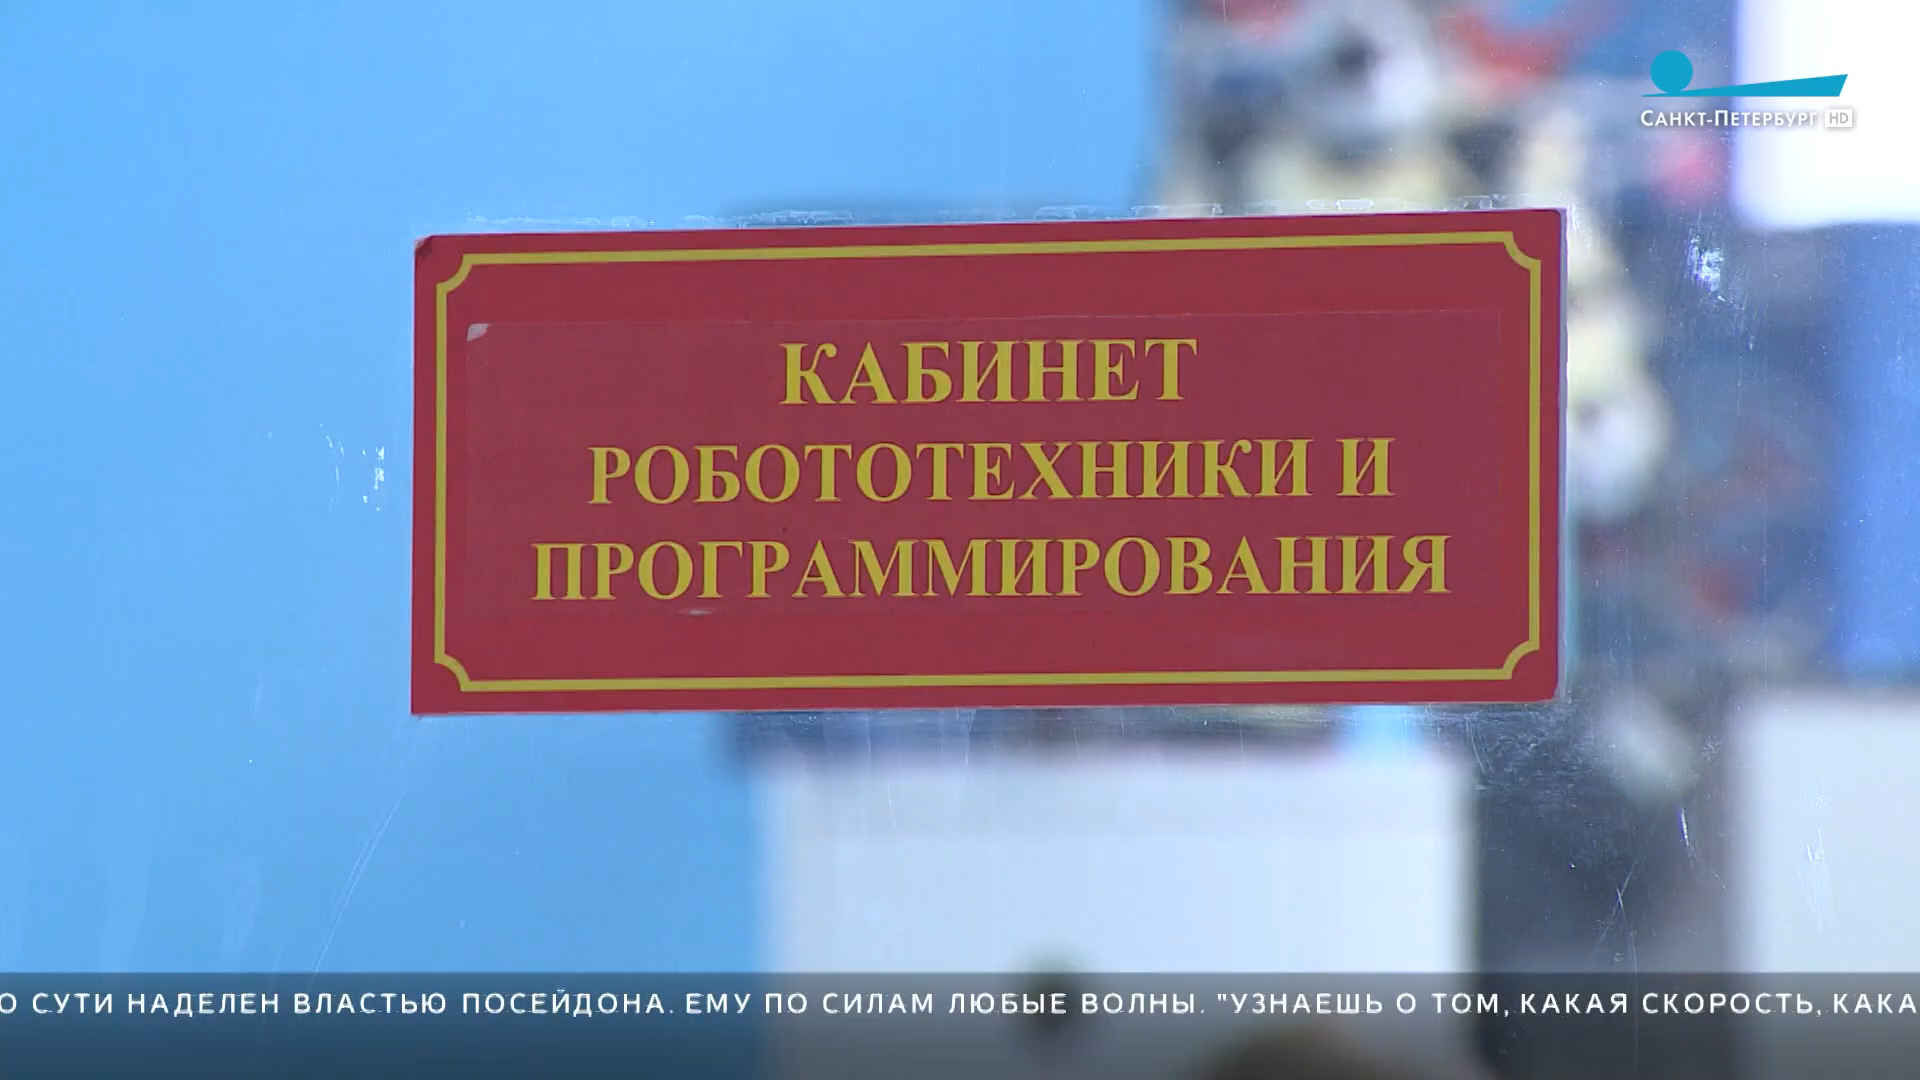 САНКТ-ПЕТЕРБУРГ HD
КАБИНЕТ
РОБОТОТЕХНИКИ И
ПРОГРАММИРОВАНИЯ
О СУТИ НАДЕЛЕН ВЛАСТЬЮ ПОСЕЙДОНА. ЕМУ ПО СИЛАМ ЛЮБЫЕ ВОЛНЫ. "УЗНАЕШЬ О ТОМ, КАКАЯ СКОРОСТЬ, КАКА